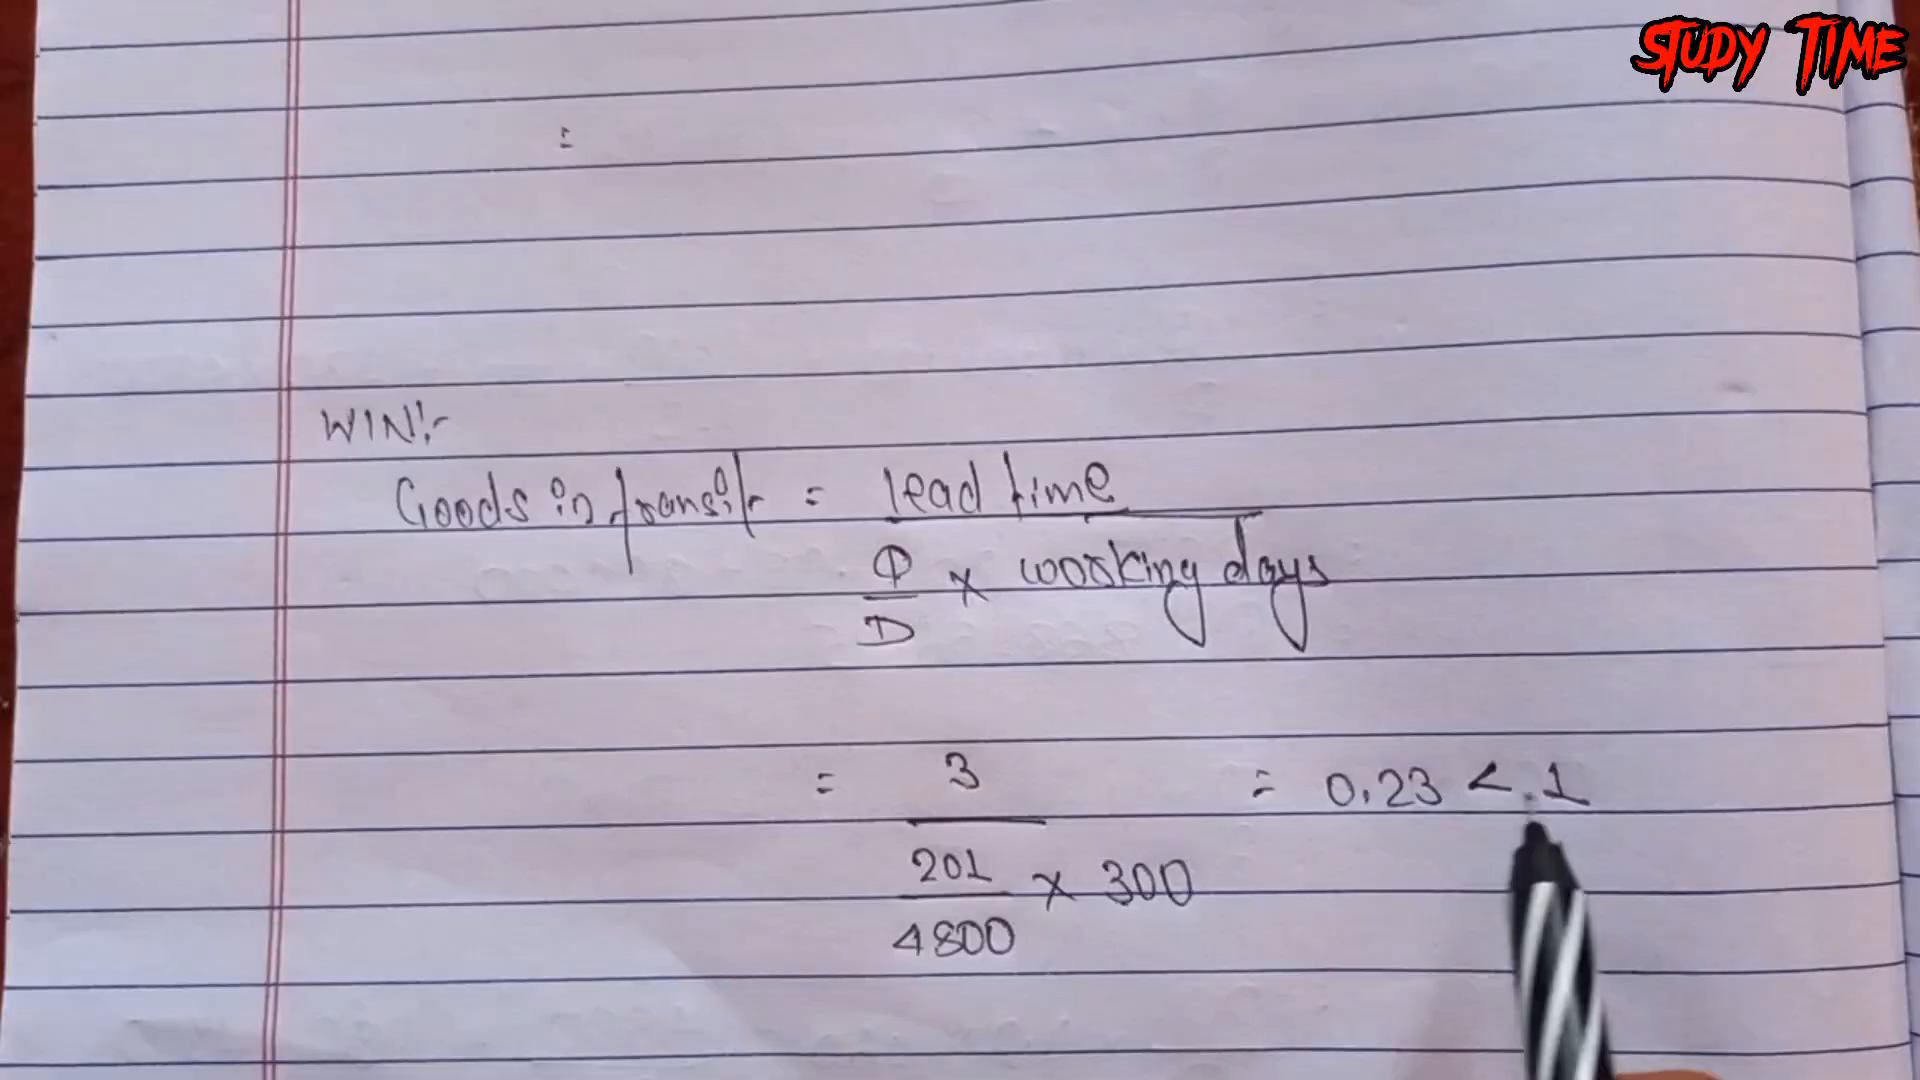 STUDY TIME
=
WIN:-
Goods in transit = lead time
Q/D × working days
= 3 = 0.23 < 1
201/4800 × 300